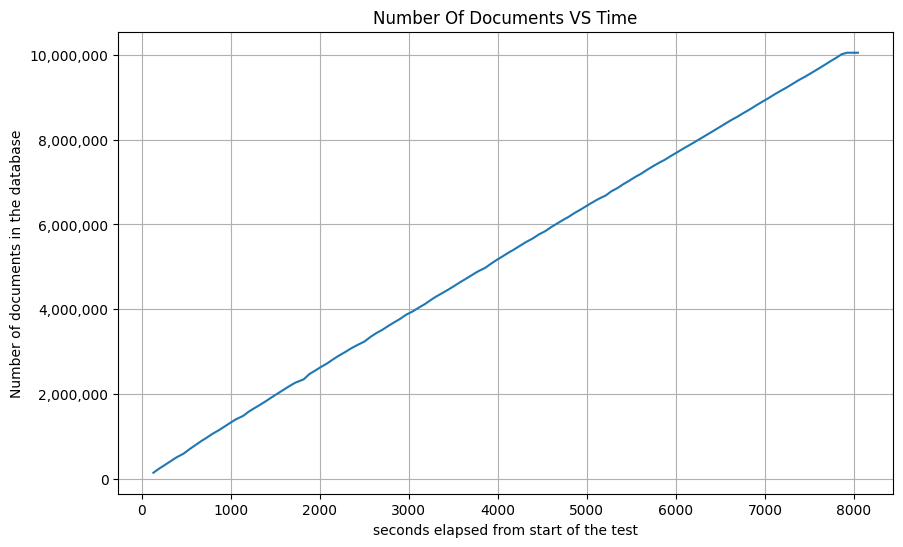 Number Of Documents VS Time
Number of documents in the database
10,000,000
8,000,000
6,000,000
4,000,000
2,000,000
0
0 1000 2000 3000 4000 5000 6000 7000 8000
seconds elapsed from start of the test